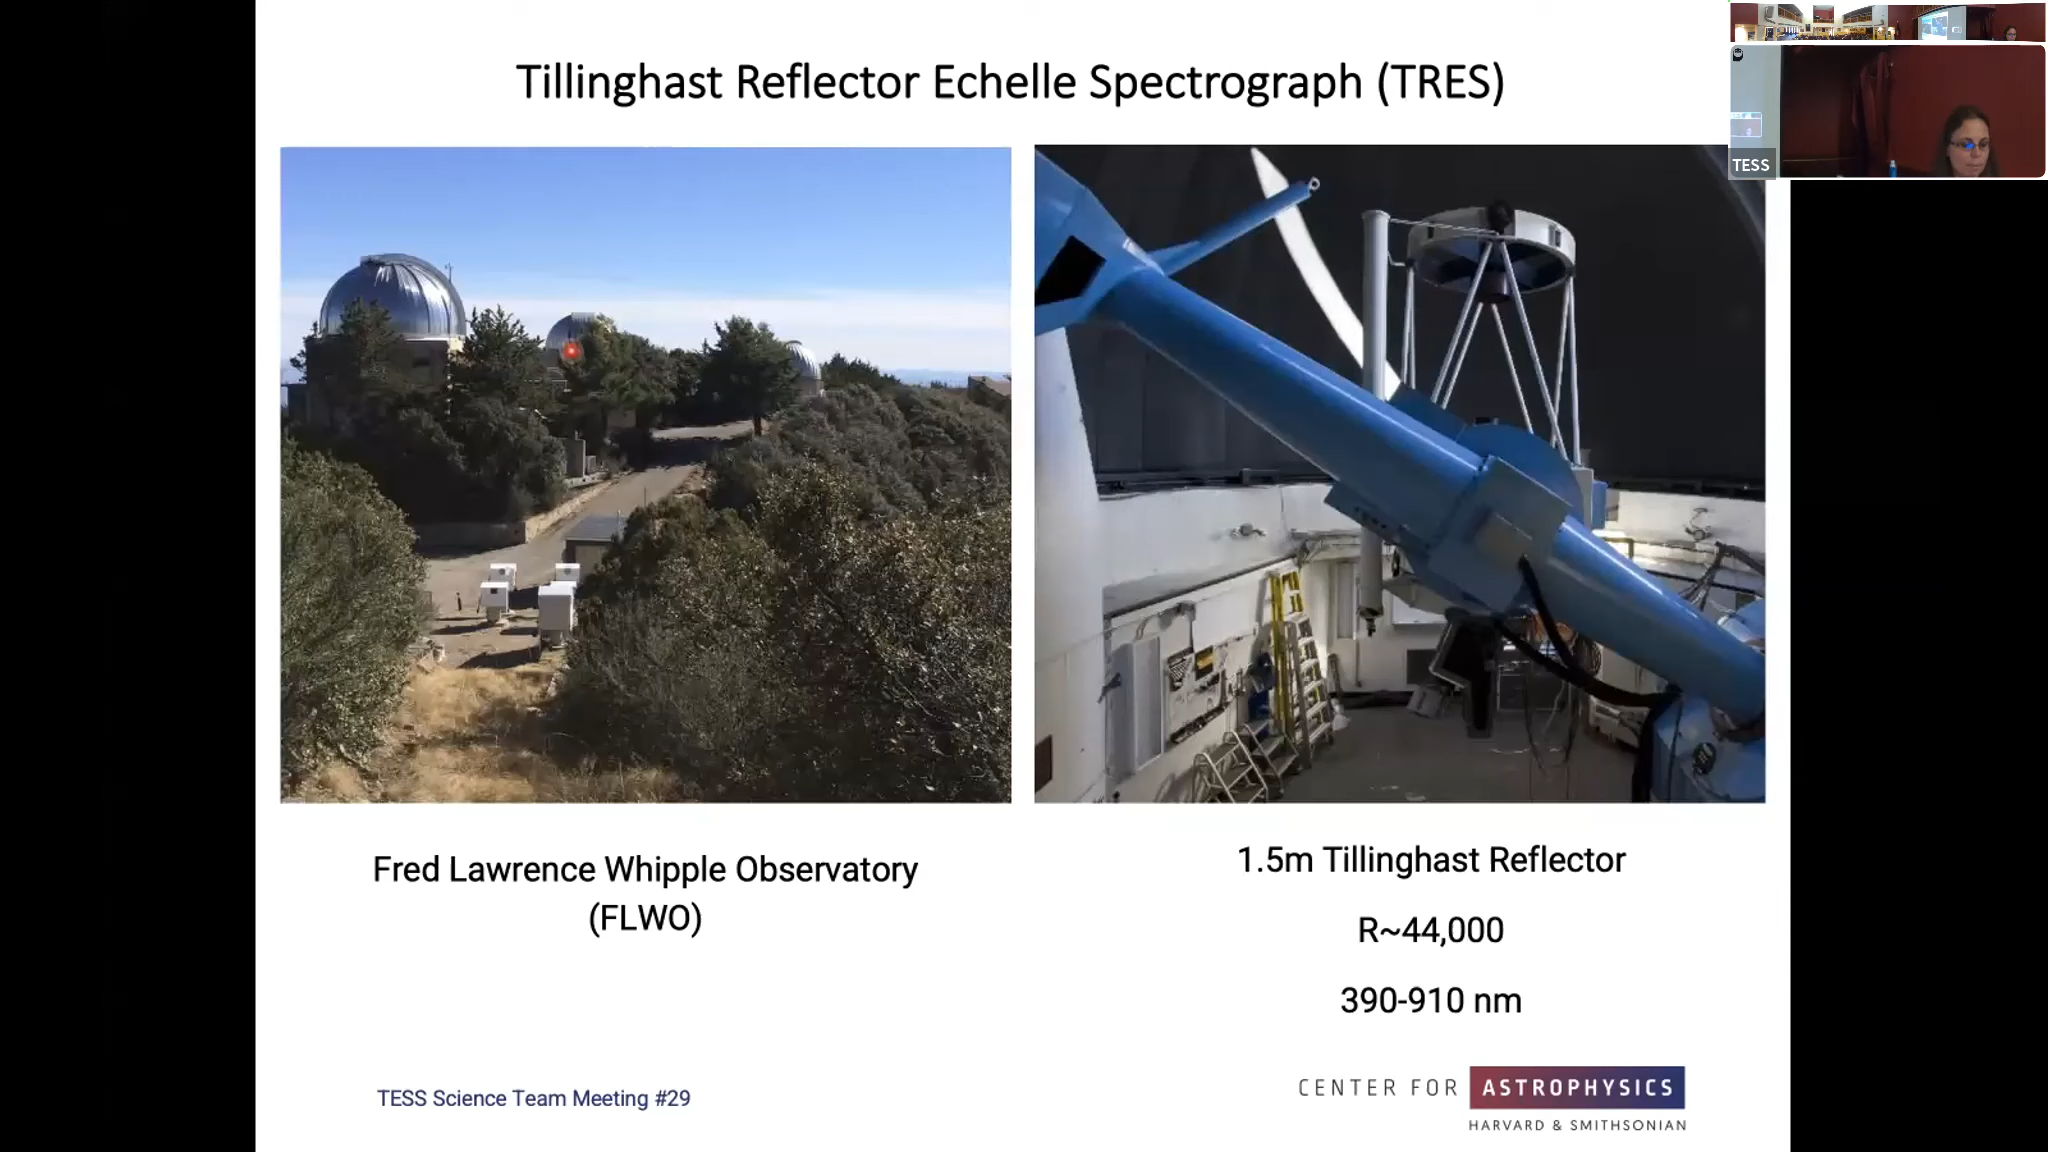 Tillinghast Reflector Echelle Spectrograph (TRES)
TESS
Fred Lawrence Whipple Observatory
(FLWO)
1.5m Tillinghast Reflector
R~44,000
390-910 nm
TESS Science Team Meeting #29
CENTER FOR ASTROPHYSICS
HARVARD & SMITHSONIAN